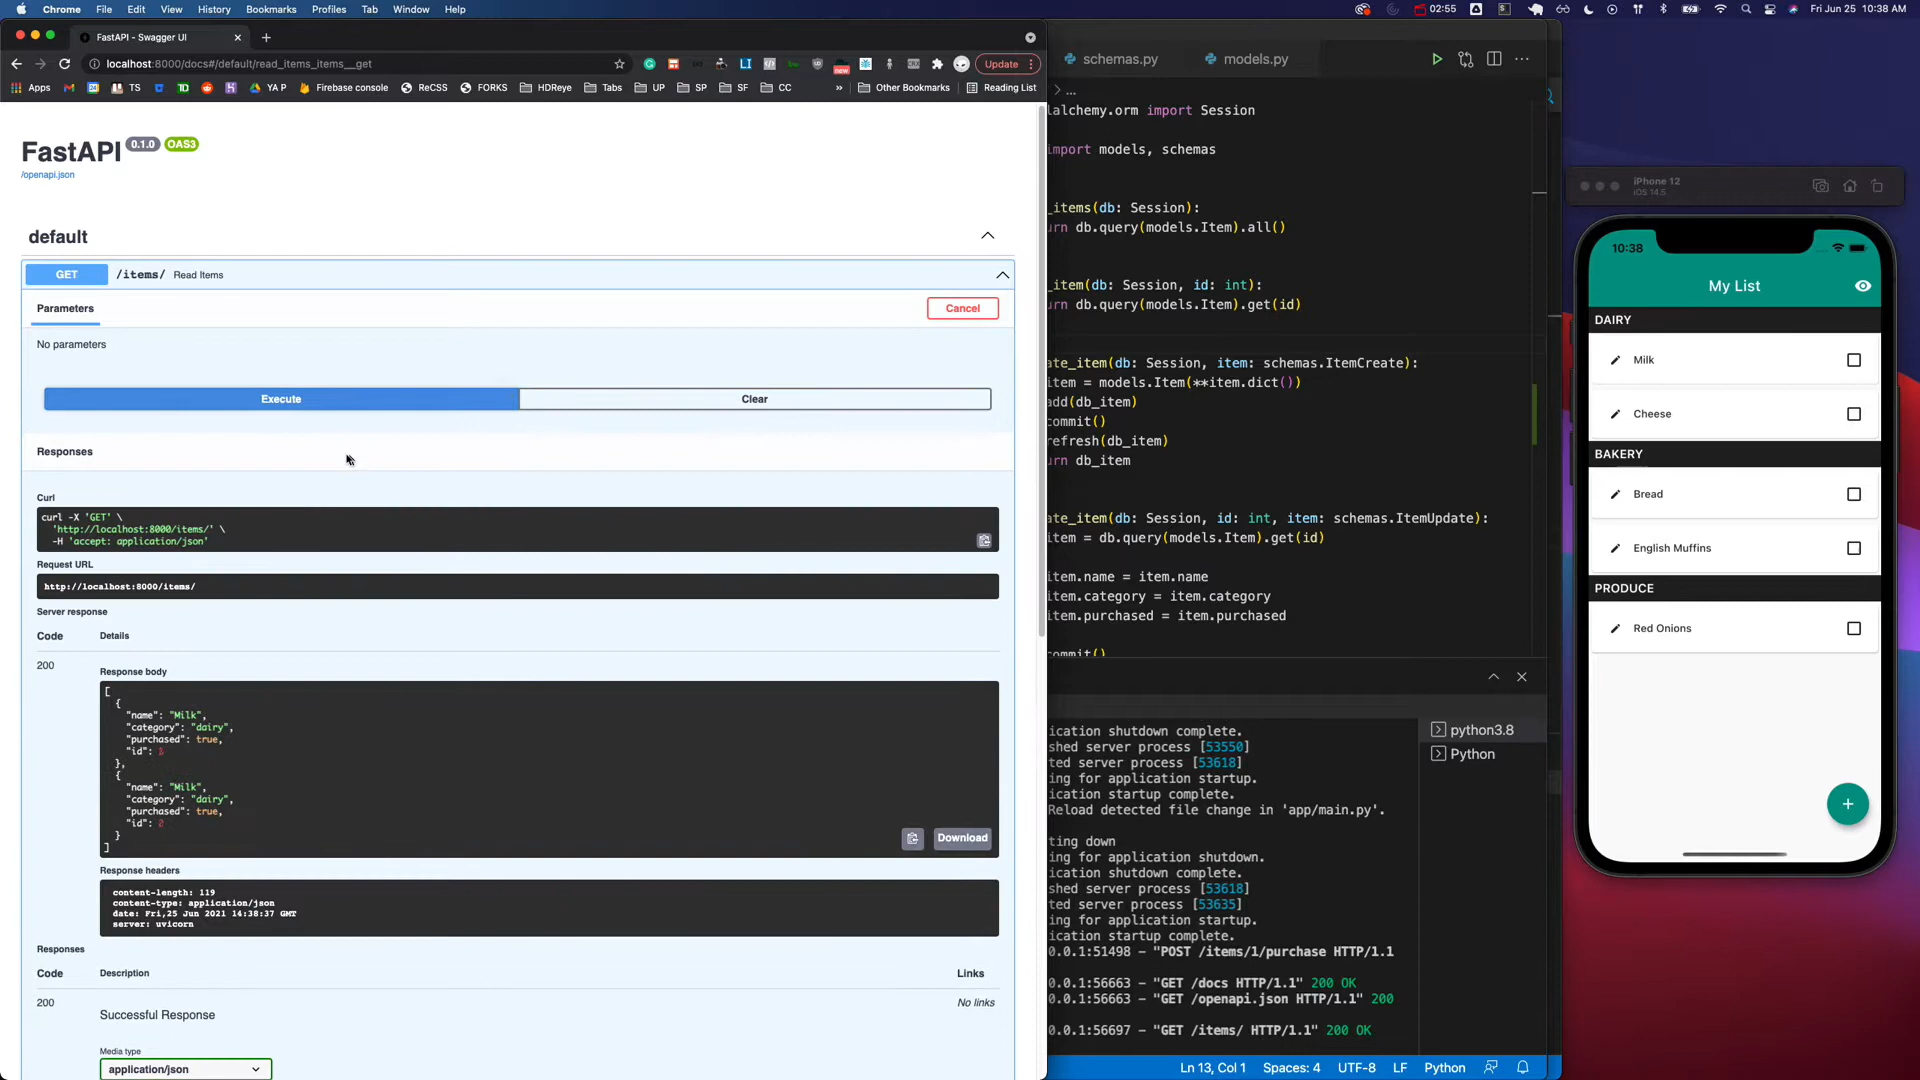 Chrome File Edit View History Bookmarks Profiles Tab Window Help
02:55
Fri Jun 25 10:38 AM
FastAPI - Swagger UI
localhost:8000/docs#/default/read_items_items__get
Update
Apps
TS
TD
YA P
Firebase console
ReCSS
FORKS
HDReye
Tabs
UP
SP
SF
CC
Other Bookmarks
Reading List
FastAPI 0.1.0 OAS3
/openapi.json
default
GET /items/ Read Items
Parameters
Cancel
No parameters
Execute
Clear
Responses
Curl
curl -X 'GET' \
'http://localhost:8000/items/' \
-H 'accept: application/json'
Request URL
http://localhost:8000/items/
Server response
Code Details
200
Response body
[
{
"name": "Milk",
"category": "dairy",
"purchased": true,
"id": 1
},
{
"name": "Milk",
"category": "dairy",
"purchased": true,
"id": 2
}
]
Download
Response headers
content-length: 119
content-type: application/json
date: Fri,25 Jun 2021 14:38:37 GMT
server: uvicorn
Responses
Code Description Links
200
Successful Response
No links
Media type
application/json
schemas.py
models.py
...
lalchemy.orm import Session
import models, schemas
_items(db: Session):
urn db.query(models.Item).all()
_item(db: Session, id: int):
urn db.query(models.Item).get(id)
ate_item(db: Session, item: schemas.ItemCreate):
item = models.Item(**item.dict())
add(db_item)
commit()
refresh(db_item)
urn db_item
ate_item(db: Session, id: int, item: schemas.ItemUpdate):
item = db.query(models.Item).get(id)
item.name = item.name
item.category = item.category
item.purchased = item.purchased
commit()
ication shutdown complete.
shed server process [53550]
ted server process [53618]
ing for application startup.
ication startup complete.
Reload detected file change in 'app/main.py'.
ting down
ing for application shutdown.
ication shutdown complete.
shed server process [53618]
ted server process [53635]
ing for application startup.
ication startup complete.
0.0.1:51498 - "POST /items/1/purchase HTTP/1.1
0.0.1:56663 - "GET /docs HTTP/1.1" 200 OK
0.0.1:56663 - "GET /openapi.json HTTP/1.1" 200
0.0.1:56697 - "GET /items/ HTTP/1.1" 200 OK
python3.8
Python
Ln 13, Col 1 Spaces: 4 UTF-8 LF Python
iPhone 12
iOS 14.5
10:38
My List
DAIRY
Milk
Cheese
BAKERY
Bread
English Muffins
PRODUCE
Red Onions
+